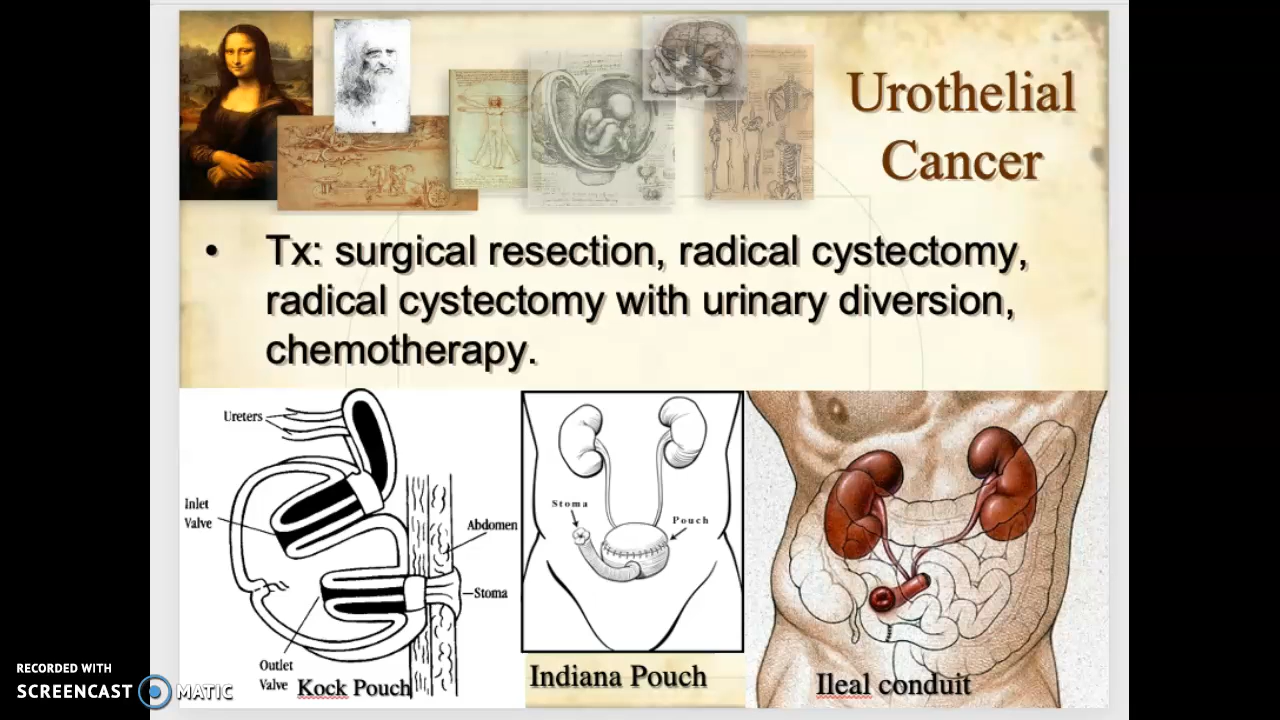 Urothelial
Cancer
• Tx: surgical resection, radical cystectomy,
radical cystectomy with urinary diversion,
chemotherapy.
Ureters
Inlet
Valve
Abdomen
Stoma
Outlet
Valve
Kock Pouch
Stoma
Pouch
Indiana Pouch
Ileal conduit
RECORDED WITH
SCREENCAST MATIC